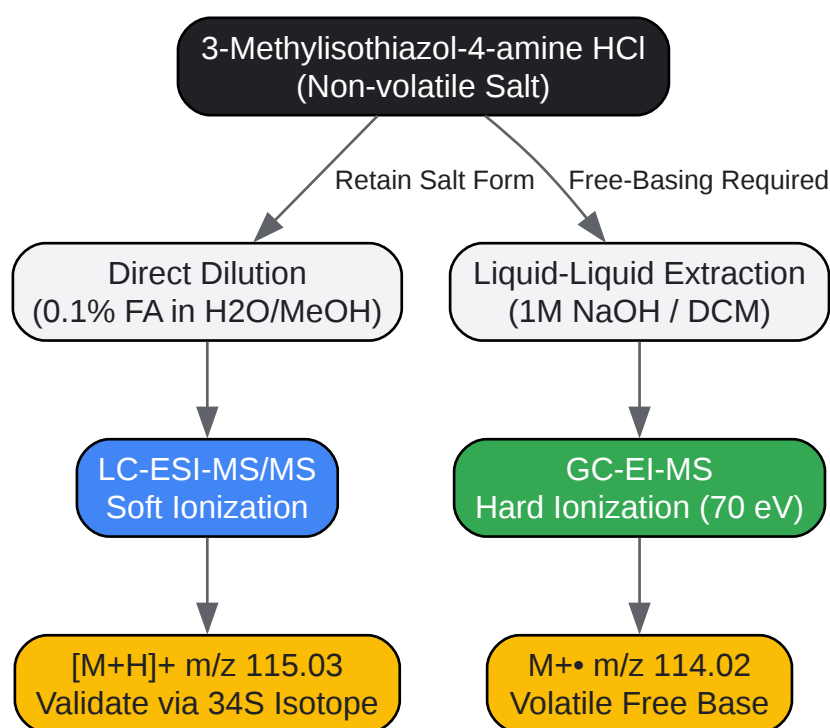 3-Methylisothiazol-4-amine HCl
(Non-volatile Salt)
Retain Salt Form
Free-Basing Required
Direct Dilution
(0.1% FA in H2O/MeOH)
Liquid-Liquid Extraction
(1M NaOH / DCM)
LC-ESI-MS/MS
Soft Ionization
GC-EI-MS
Hard Ionization (70 eV)
[M+H]+ m/z 115.03
Validate via 34S Isotope
M+• m/z 114.02
Volatile Free Base